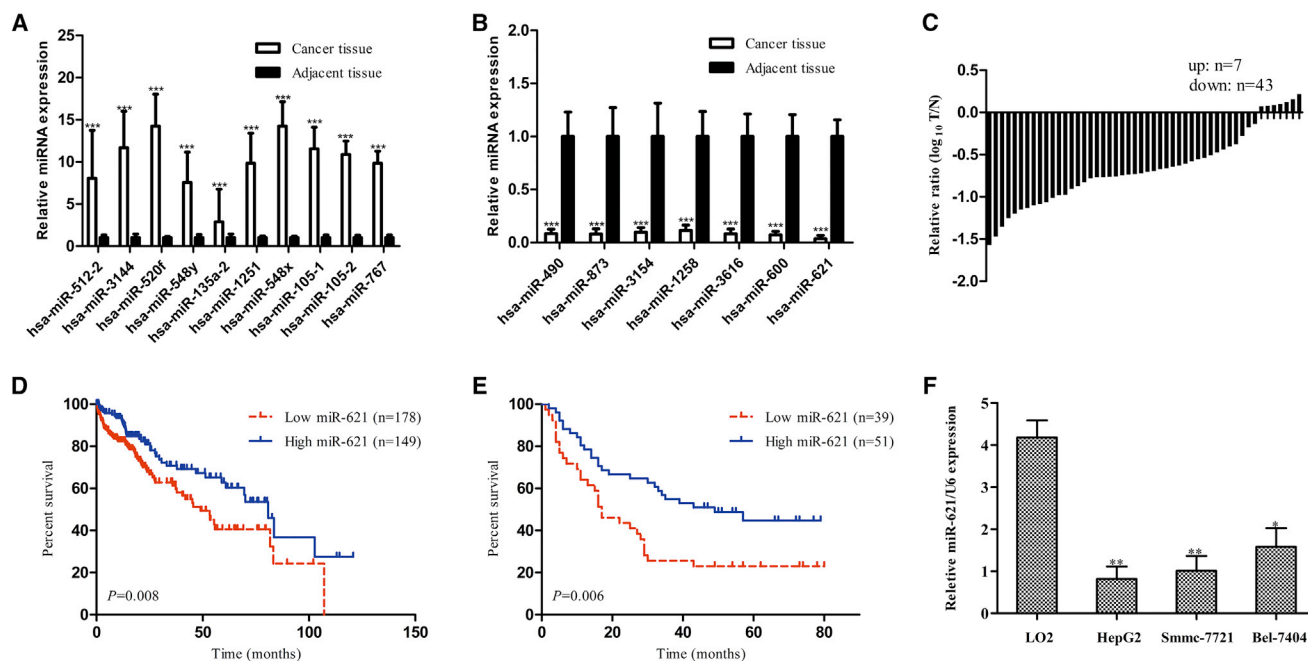 A
Relative miRNA expression
25
20
15
10
5
0
Cancer tissue
Adjacent tissue
***
***
***
***
***
***
***
***
***
***
hsa-miR-512-2
hsa-miR-3144
hsa-miR-520f
hsa-miR-548y
hsa-miR-135a-2
hsa-miR-1251
hsa-miR-548x
hsa-miR-105-1
hsa-miR-105-2
hsa-miR-767
B
Relative miRNA expression
2.0
1.5
1.0
0.5
0.0
Cancer tissue
Adjacent tissue
***
***
***
***
***
***
***
hsa-miR-490
hsa-miR-873
hsa-miR-3154
hsa-miR-1258
hsa-miR-3616
hsa-miR-600
hsa-miR-621
C
Relative ratio (log10 T/N)
0.5
0.0
-0.5
-1.0
-1.5
-2.0
up: n=7
down: n=43
D
Percent survival
100
80
60
40
20
0
Low miR-621 (n=178)
High miR-621 (n=149)
P=0.008
0
50
100
150
Time (months)
E
Percent survival
100
80
60
40
20
0
Low miR-621 (n=39)
High miR-621 (n=51)
P=0.006
0
20
40
60
80
Time (months)
F
Reletive miR-621/U6 expression
5
4
3
2
1
0
**
**
*
LO2
HepG2
Smmc-7721
Bel-7404